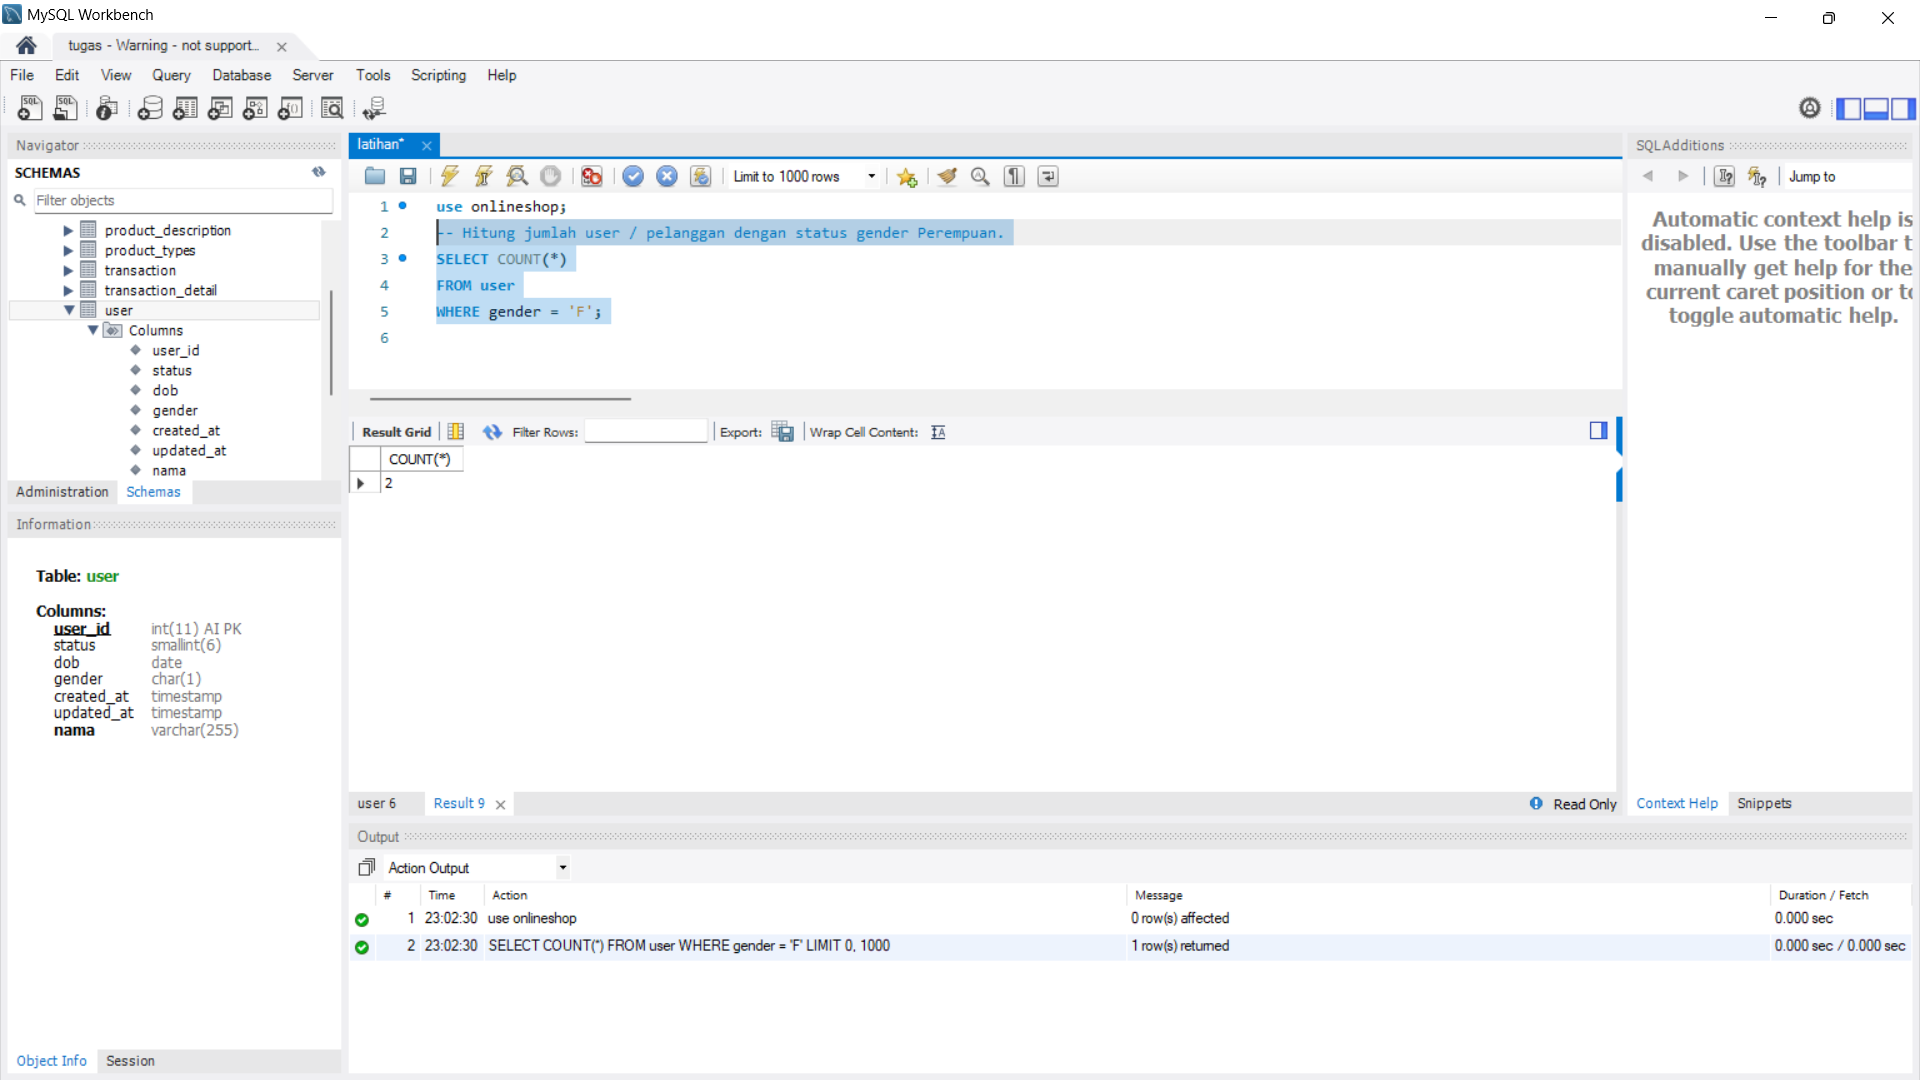 MySQL Workbench
tugas - Warning - not support...
File Edit View Query Database Server Tools Scripting Help
Navigator
SCHEMAS
Filter objects
product_description
product_types
transaction
transaction_detail
user
Columns
user_id
status
dob
gender
created_at
updated_at
nama
Administration Schemas
Information
Table: user
Columns:
user_id int(11) AI PK
status smallint(6)
dob date
gender char(1)
created_at timestamp
updated_at timestamp
nama varchar(255)
Object Info Session
latihan*
Limit to 1000 rows
1 use onlineshop;
2 -- Hitung jumlah user / pelanggan dengan status gender Perempuan.
3 SELECT COUNT(*)
4 FROM user
5 WHERE gender = 'F';
6
Result Grid Filter Rows: Export: Wrap Cell Content:
COUNT(*)
2
user 6 Result 9 Read Only
Output
Action Output
# Time Action Message Duration / Fetch
1 23:02:30 use onlineshop 0 row(s) affected 0.000 sec
2 23:02:30 SELECT COUNT(*) FROM user WHERE gender = 'F' LIMIT 0, 1000 1 row(s) returned 0.000 sec / 0.000 sec
SQLAdditions
Jump to
Automatic context help is
disabled. Use the toolbar t
manually get help for the
current caret position or to
toggle automatic help.
Context Help Snippets